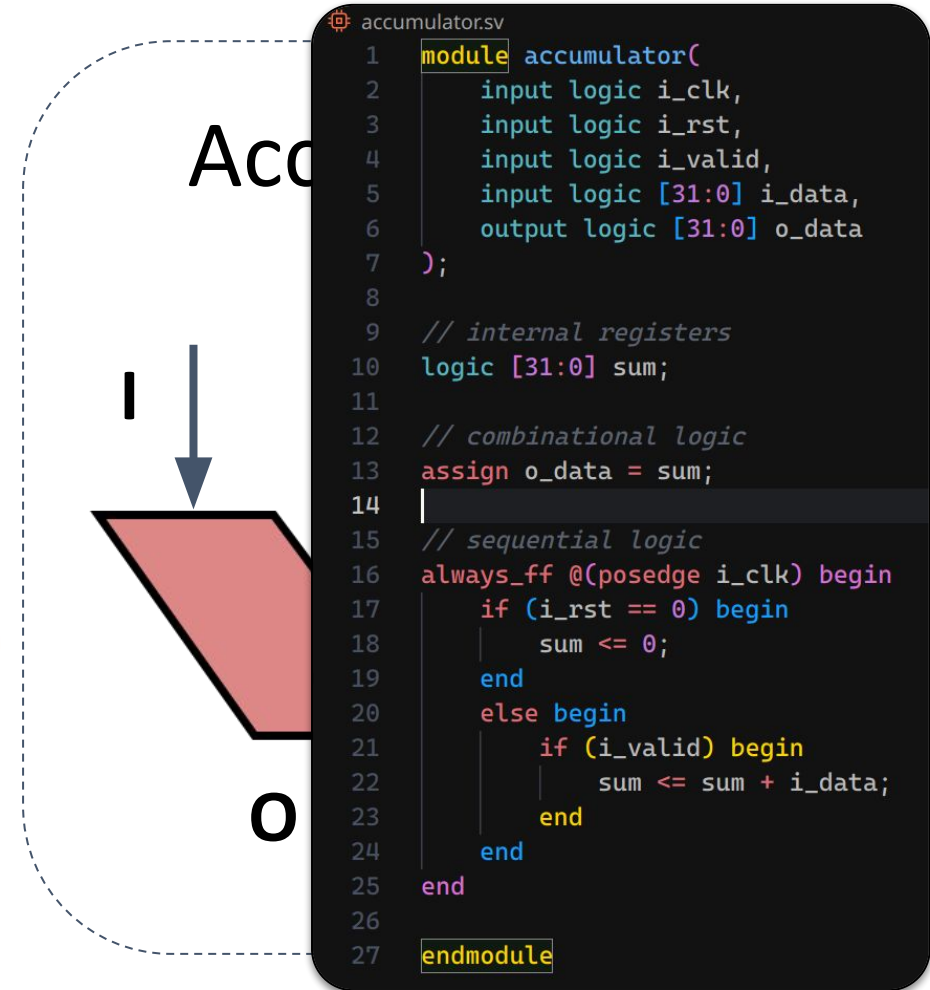 accumulator.sv
1 module accumulator(
2     input logic i_clk,
3     input logic i_rst,
4     input logic i_valid,
5     input logic [31:0] i_data,
6     output logic [31:0] o_data
7 );
8
9 // internal registers
10 logic [31:0] sum;
11
12 // combinational logic
13 assign o_data = sum;
14
15 // sequential logic
16 always_ff @(posedge i_clk) begin
17     if (i_rst == 0) begin
18         sum <= 0;
19     end
20     else begin
21         if (i_valid) begin
22             sum <= sum + i_data;
23         end
24     end
25 end
26
27 endmodule
Acc
I
o